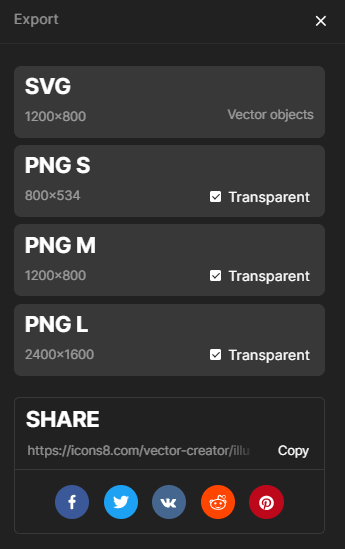 Export
SVG
1200×800
Vector objects
PNG S
800×534
Transparent
PNG M
1200×800
Transparent
PNG L
2400×1600
Transparent
SHARE
https://icons8.com/vector-creator/illu
Copy